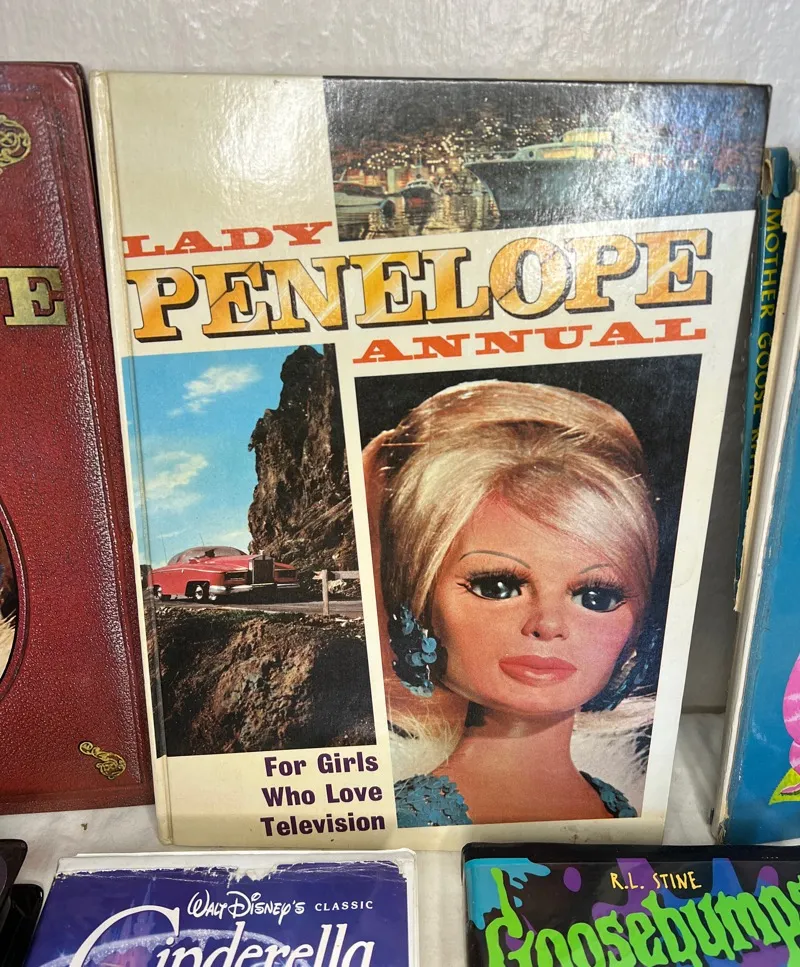 LADY
PENELOPE
ANNUAL
For Girls
Who Love
Television
E
MOTHER GOOSE
WALT DISNEY'S CLASSIC
Cinderella
R.L. STINE
Goosebumps